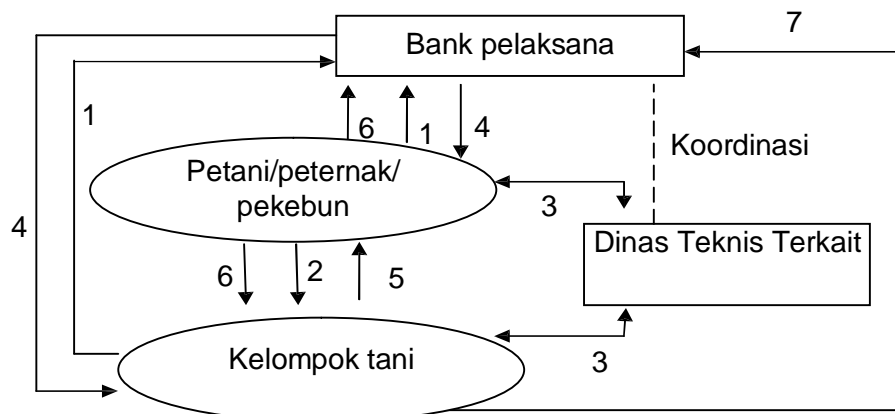 7
Bank pelaksana
1
6
1
4
Koordinasi
Petani/peternak/
pekebun
3
4
Dinas Teknis Terkait
6
2
5
Kelompok tani
3